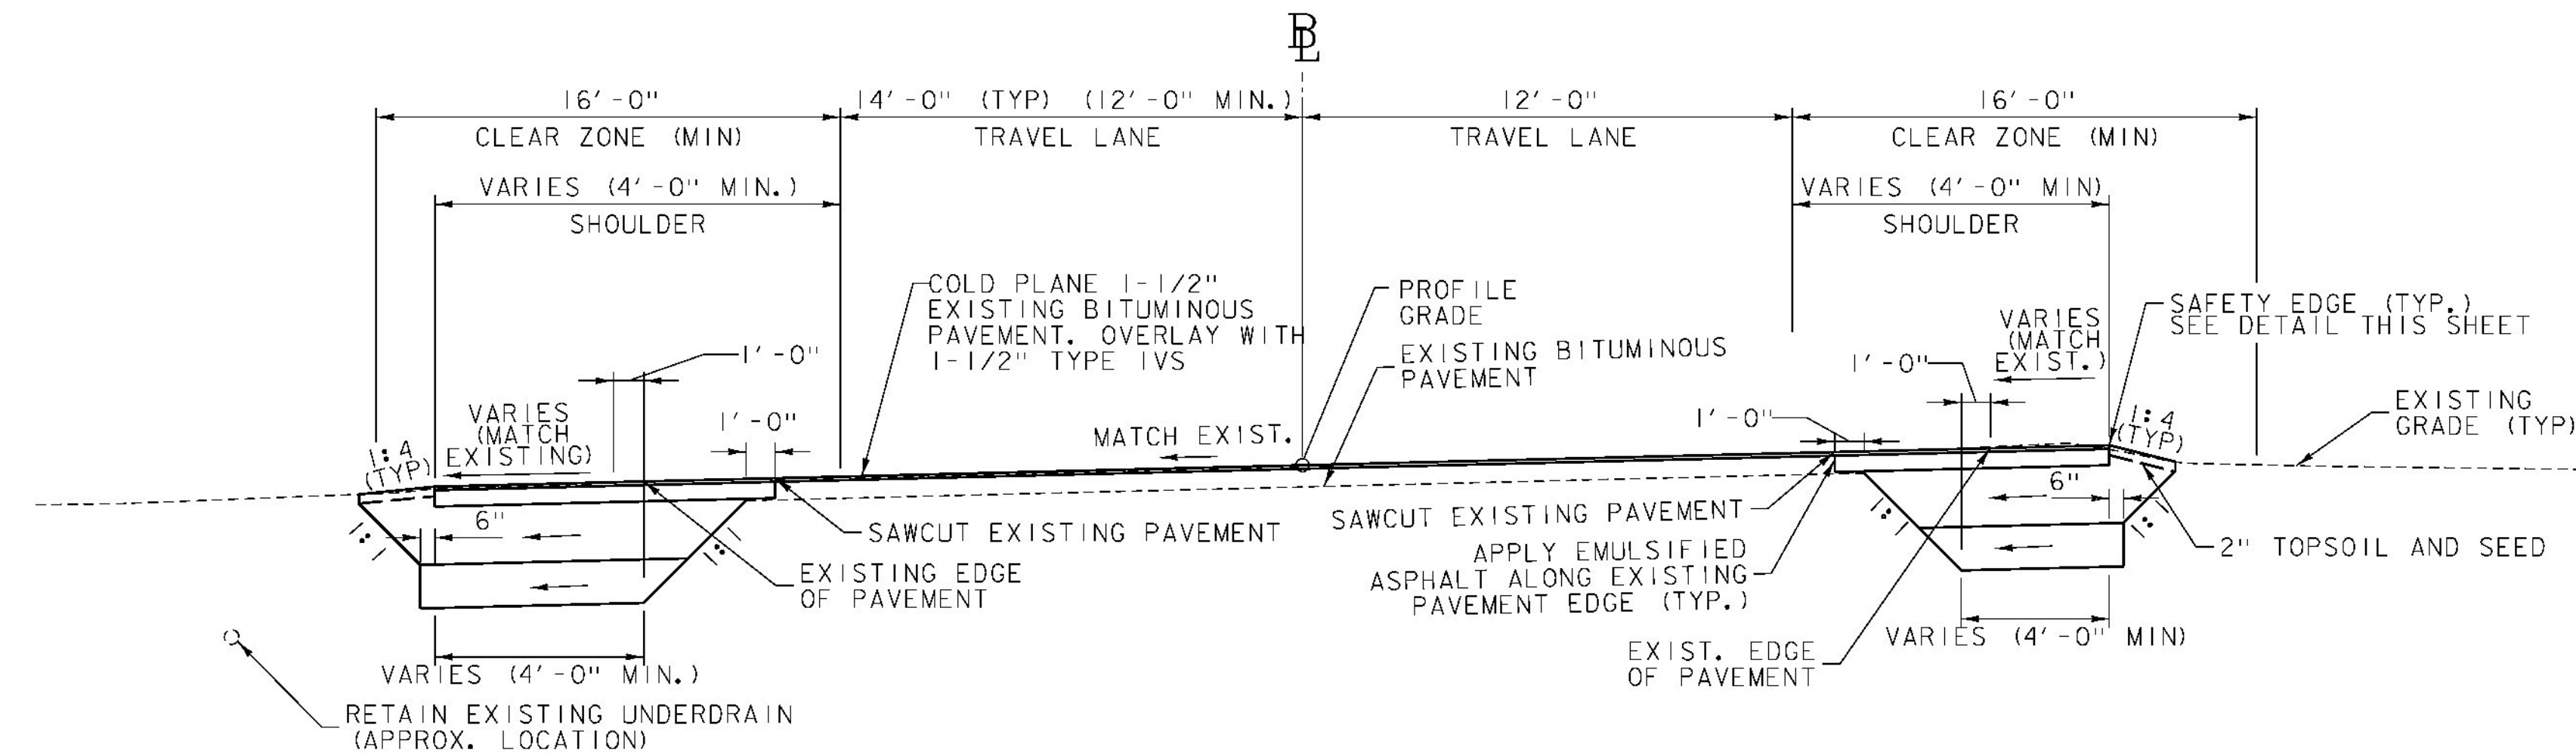 BL
16'-0"
CLEAR ZONE (MIN)
14'-0" (TYP) (12'-0" MIN.)
TRAVEL LANE
12'-0"
TRAVEL LANE
16'-0"
CLEAR ZONE (MIN)
VARIES (4'-0" MIN.)
SHOULDER
VARIES (4'-0" MIN)
SHOULDER
COLD PLANE 1-1/2"
EXISTING BITUMINOUS
PAVEMENT. OVERLAY WITH
1-1/2" TYPE IVS
PROFILE
GRADE
EXISTING BITUMINOUS
PAVEMENT
VARIES
(MATCH
EXIST.)
SAFETY EDGE (TYP.)
SEE DETAIL THIS SHEET
1'-0"
1'-0"
VARIES
(MATCH
EXISTING)
1'-0"
1:4
(TYP)
MATCH EXIST.
1'-0"
1:4
(TYP)
EXISTING
GRADE (TYP)
6"
1:1
1:1
SAWCUT EXISTING PAVEMENT
EXISTING EDGE
OF PAVEMENT
SAWCUT EXISTING PAVEMENT
APPLY EMULSIFIED
ASPHALT ALONG EXISTING
PAVEMENT EDGE (TYP.)
6"
1:1
1:1
2" TOPSOIL AND SEED
EXIST. EDGE
OF PAVEMENT
VARIES (4'-0" MIN)
VARIES (4'-0" MIN.)
RETAIN EXISTING UNDERDRAIN
(APPROX. LOCATION)